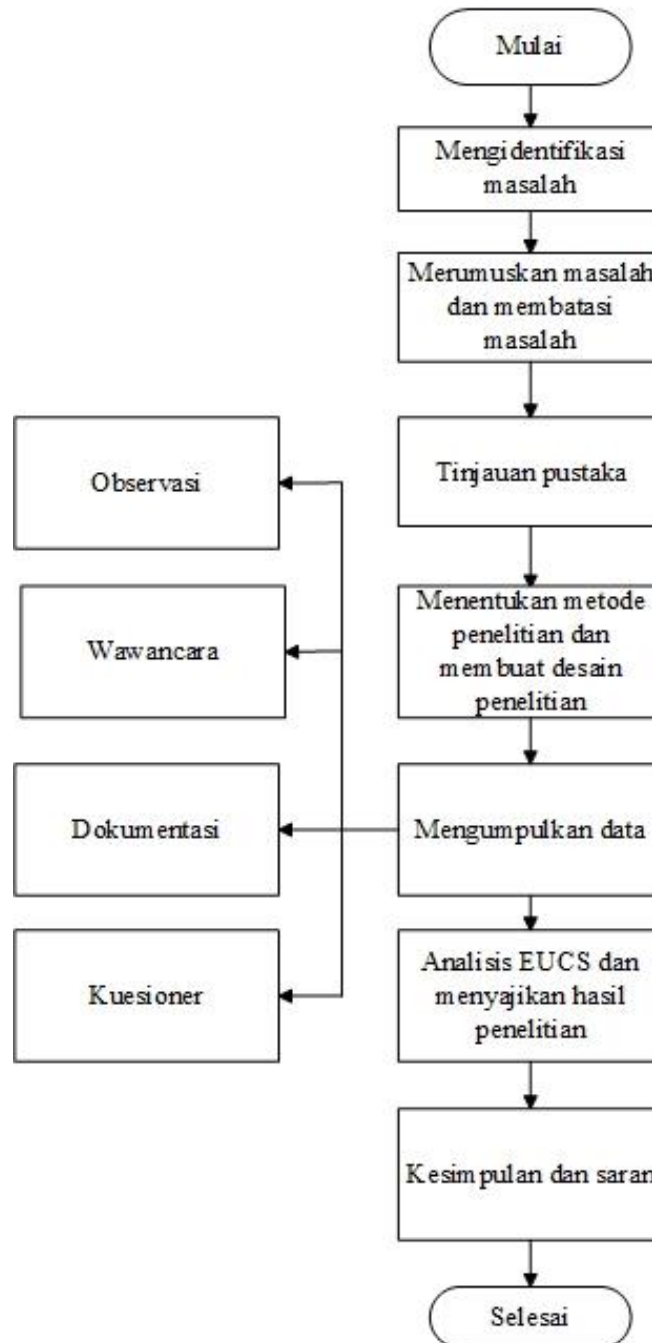 Mulai
Mengidentifikasi
masalah
Merumuskan masalah
dan membatasi
masalah
Tinjauan pustaka
Menentukan metode
penelitian dan
membuat desain
penelitian
Mengumpulkan data
Observasi
Wawancara
Dokumentasi
Kuesioner
Analisis EUCS dan
menyajikan hasil
penelitian
Kesimpulan dan saran
Selesai